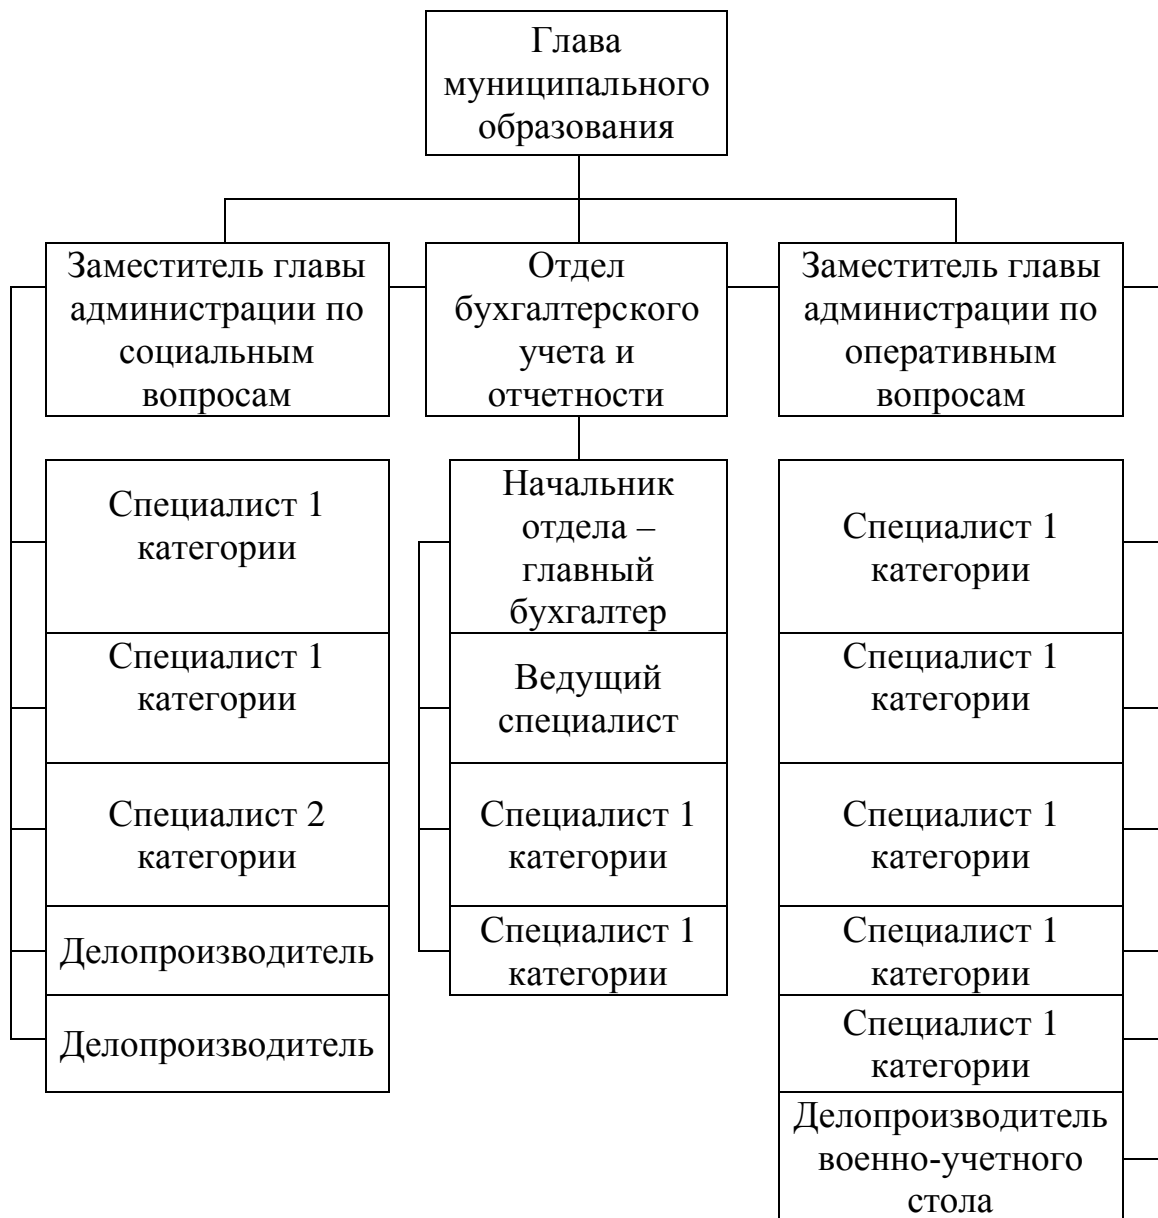 Глава
муниципального
образования
Заместитель главы
администрации по
социальным
вопросам
Отдел
бухгалтерского
учета и
отчетности
Заместитель главы
администрации по
оперативным
вопросам
Специалист 1
категории
Специалист 1
категории
Специалист 2
категории
Делопроизводитель
Делопроизводитель
Начальник
отдела –
главный
бухгалтер
Ведущий
специалист
Специалист 1
категории
Специалист 1
категории
Специалист 1
категории
Специалист 1
категории
Специалист 1
категории
Специалист 1
категории
Специалист 1
категории
Делопроизводитель
военно-учетного
стола